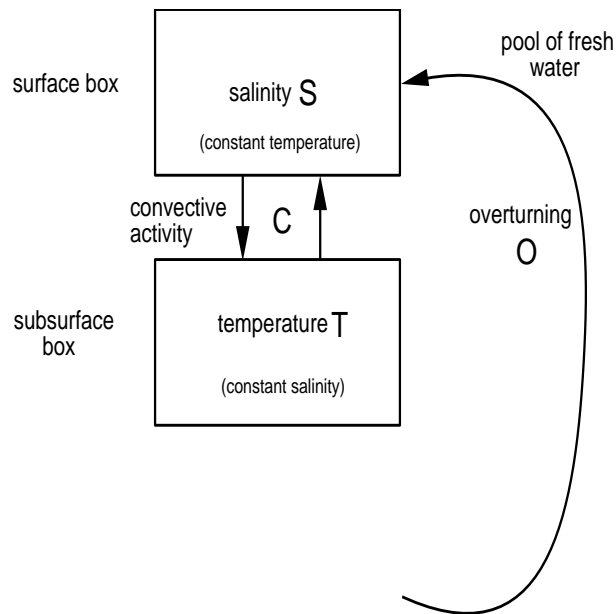 pool of fresh
water
surface box
salinity S
(constant temperature)
convective
activity
C
overturning
O
subsurface
box
temperature T
(constant salinity)